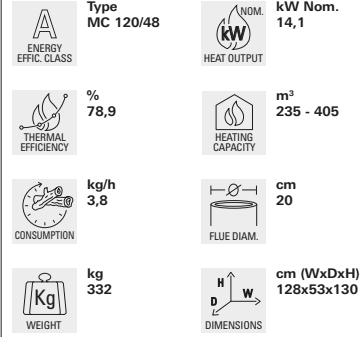 A
ENERGY
EFFIC. CLASS
Type
MC 120/48
NOM.
kW
HEAT OUTPUT
kW Nom.
14,1
THERMAL
EFFICIENCY
%
78,9
HEATING
CAPACITY
m³
235 - 405
CONSUMPTION
kg/h
3,8
Ø
FLUE DIAM.
cm
20
Kg
WEIGHT
kg
332
H
W
D
DIMENSIONS
cm (WxDxH)
128x53x130